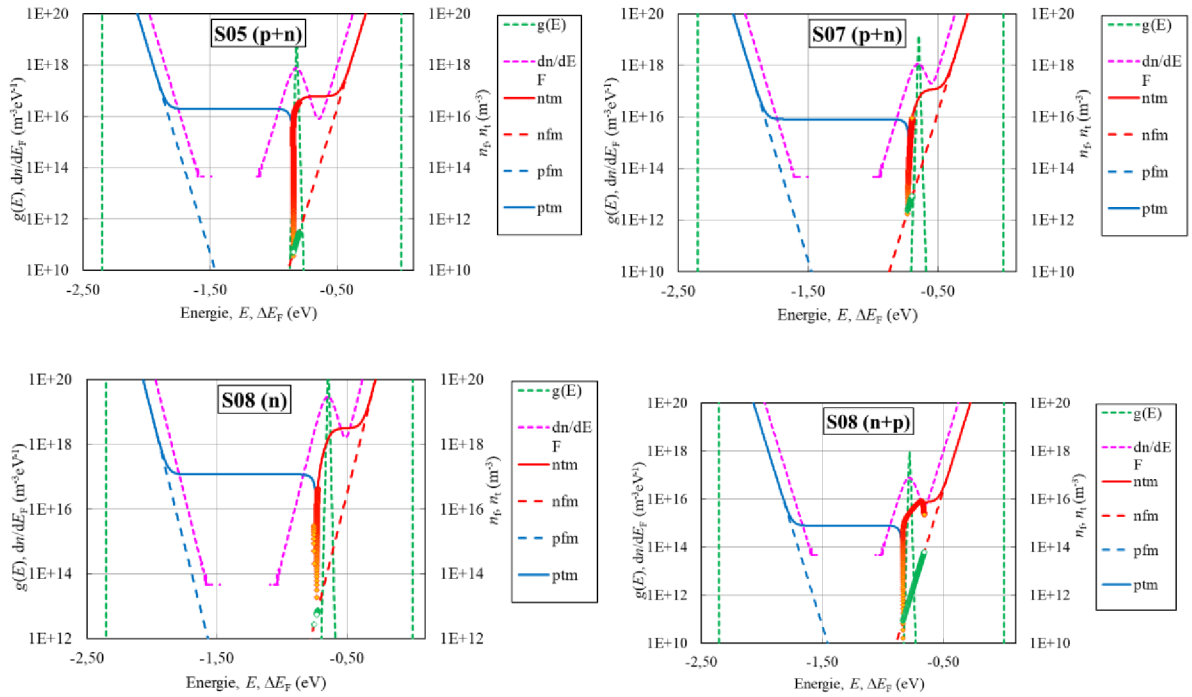 S05 (p+n)
1E+20
1E+18
1E+16
1E+14
1E+12
1E+10
g(E), dn/dEF (m-3eV-1)
1E+20
1E+18
1E+16
1E+14
1E+12
1E+10
nf, nt (m-3)
-2,50
-1,50
-0,50
Energie, E, ΔEF (eV)
g(E)
dn/dE
F
ntm
nfm
pfm
ptm
S07 (p+n)
1E+20
1E+18
1E+16
1E+14
1E+12
1E+10
g(E), dn/dEF (m-3eV-1)
1E+20
1E+18
1E+16
1E+14
1E+12
1E+10
nf, nt (m-3)
-2,50
-1,50
-0,50
Energie, E, ΔEF (eV)
g(E)
dn/dE
F
ntm
nfm
pfm
ptm
S08 (n)
1E+20
1E+18
1E+16
1E+14
1E+12
g(E), dn/dEF (m-3eV-1)
1E+20
1E+18
1E+16
1E+14
1E+12
nf, nt (m-3)
-2,50
-1,50
-0,50
Energie, E, ΔEF (eV)
g(E)
dn/dE
F
ntm
nfm
pfm
ptm
S08 (n+p)
1E+20
1E+18
1E+16
1E+14
1E+12
1E+10
g(E), dn/dEF (m-3eV-1)
1E+20
1E+18
1E+16
1E+14
1E+12
1E+10
nf, nt (m-3)
-2,50
-1,50
-0,50
Energie, E, ΔEF (eV)
g(E)
dn/dE
F
ntm
nfm
pfm
ptm